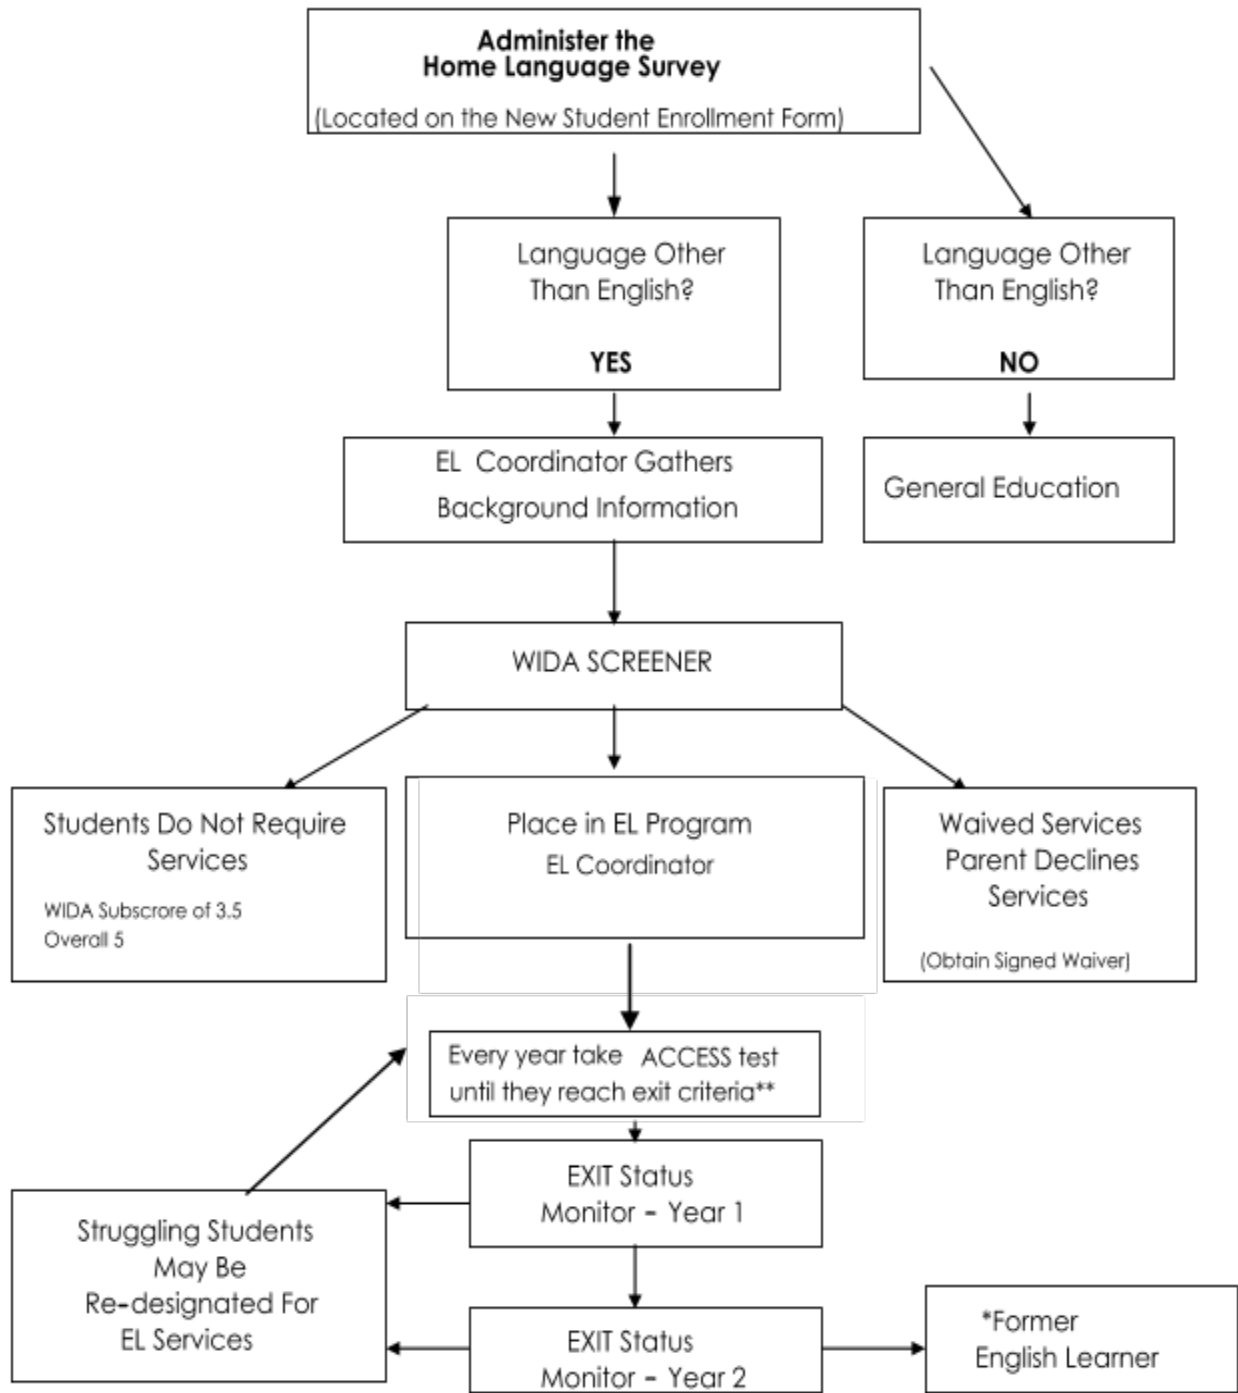 Administer the
Home Language Survey
(Located on the New Student Enrollment Form)
Language Other
Than English?
YES
Language Other
Than English?
NO
EL Coordinator Gathers
Background Information
General Education
WIDA SCREENER
Students Do Not Require
Services
WIDA Subscrore of 3.5
Overall 5
Place in EL Program
EL Coordinator
Waived Services
Parent Declines
Services
(Obtain Signed Waiver)
Every year take ACCESS test
until they reach exit criteria**
EXIT Status
Monitor - Year 1
Struggling Students
May Be
Re-designated For
EL Services
EXIT Status
Monitor - Year 2
*Former
English Learner